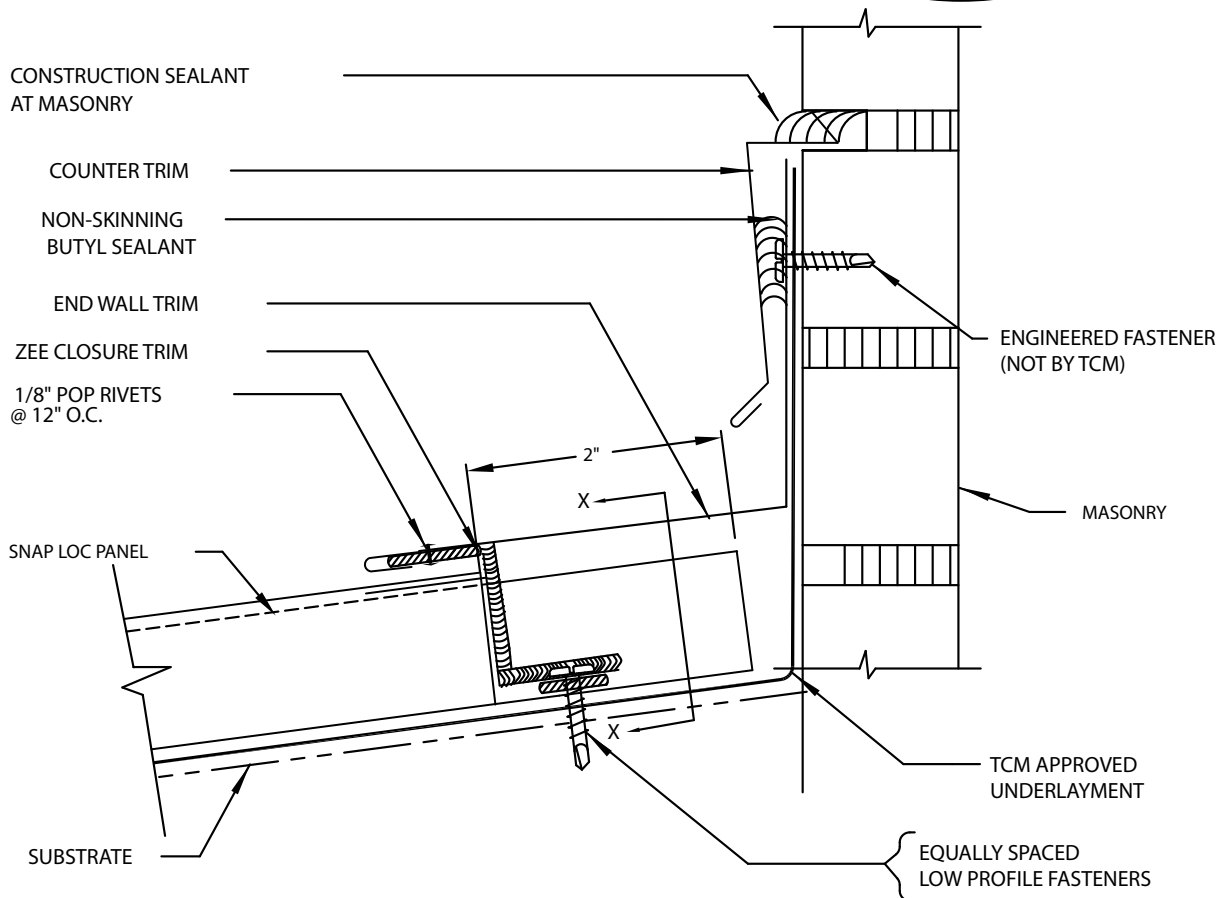 CONSTRUCTION SEALANT
AT MASONRY
COUNTER TRIM
NON-SKINNING
BUTYL SEALANT
END WALL TRIM
ZEE CLOSURE TRIM
1/8" POP RIVETS
@ 12" O.C.
SNAP LOC PANEL
SUBSTRATE
2"
X
X
ENGINEERED FASTENER
(NOT BY TCM)
MASONRY
TCM APPROVED
UNDERLAYMENT
EQUALLY SPACED
LOW PROFILE FASTENERS